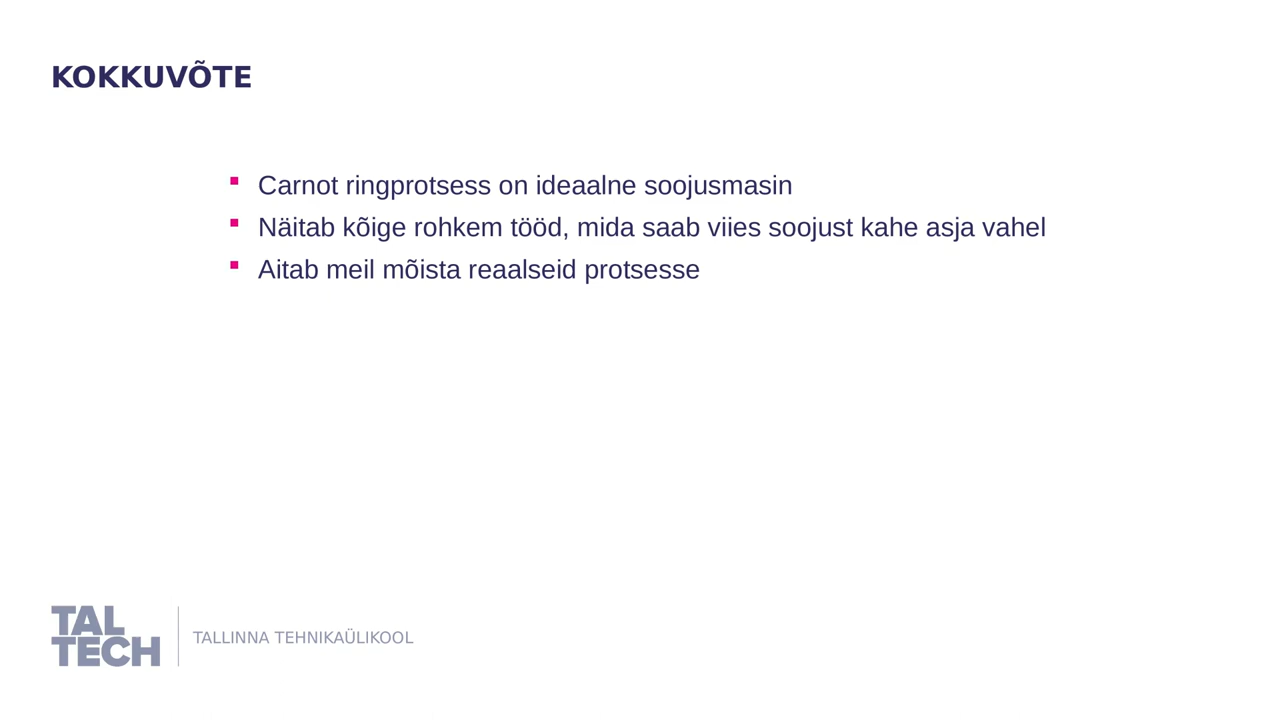 KOKKUVÕTE
Carnot ringprotsess on ideaalne soojusmasin
Näitab kõige rohkem tööd, mida saab viies soojust kahe asja vahel
Aitab meil mõista reaalseid protsesse
TAL
TECH
TALLINNA TEHNIKAÜLIKOOL